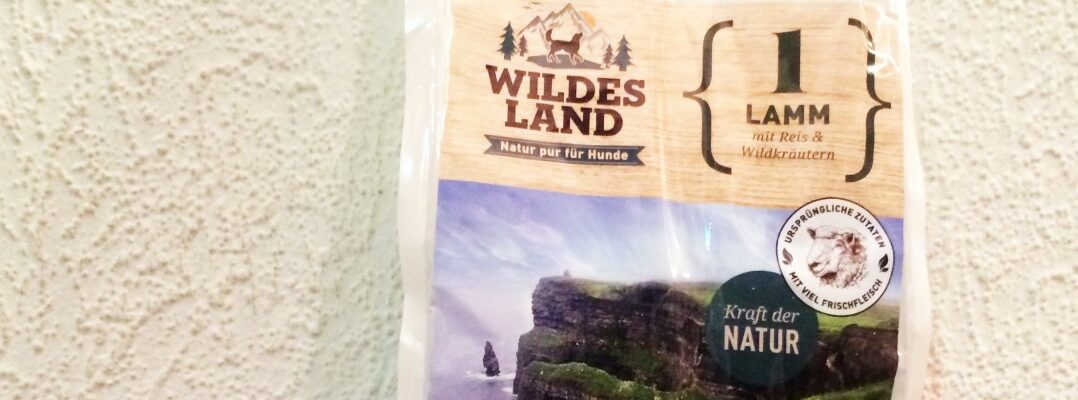 WILDES
LAND
Natur pur für Hunde
1
LAMM
mit Reis &
Wildkräutern
URSPRÜNGLICHE ZUTATEN
MIT VIEL FRISCHFLEISCH
Kraft der
NATUR